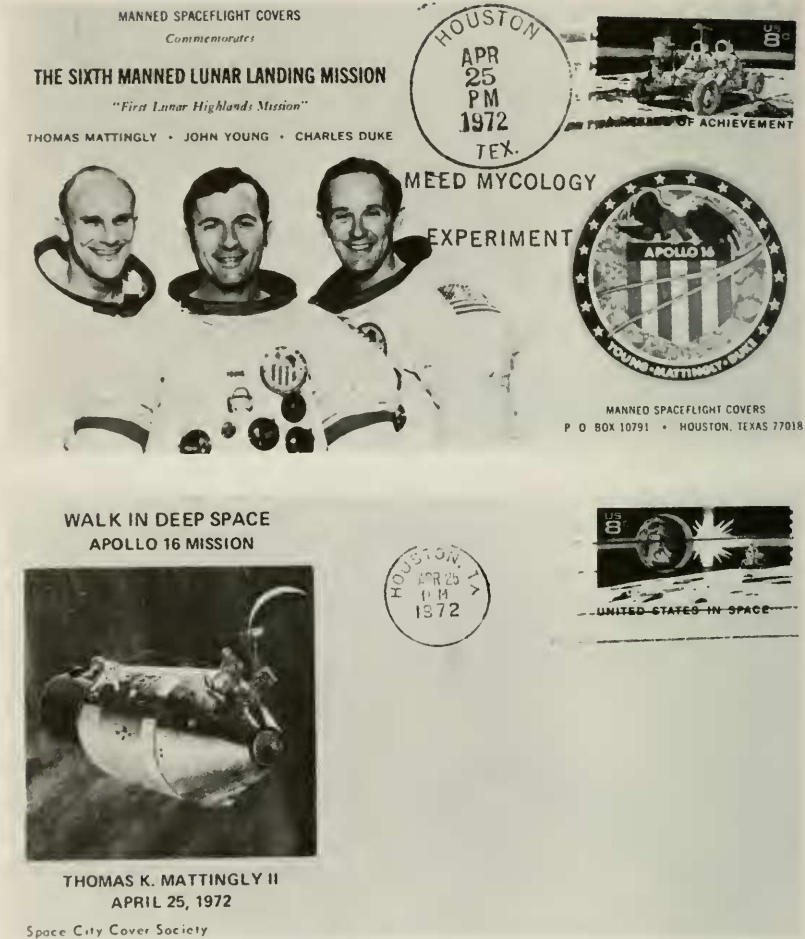 MANNED SPACEFLIGHT COVERS
Commemorates
THE SIXTH MANNED LUNAR LANDING MISSION
"First Lunar Highlands Mission"
THOMAS MATTINGLY • JOHN YOUNG • CHARLES DUKE
HOUSTON
APR
25
PM
1972
TEX.
US
8c
OF ACHIEVEMENT
MEED MYCOLOGY
EXPERIMENT
APOLLO 16
YOUNG • MATTINGLY • DUKE
MANNED SPACEFLIGHT COVERS
P O BOX 10791 • HOUSTON, TEXAS 77018
WALK IN DEEP SPACE
APOLLO 16 MISSION
HOUSTON,
APR 25
1972
US
8c
UNITED STATES IN SPACE
THOMAS K. MATTINGLY II
APRIL 25, 1972
Space City Cover Society